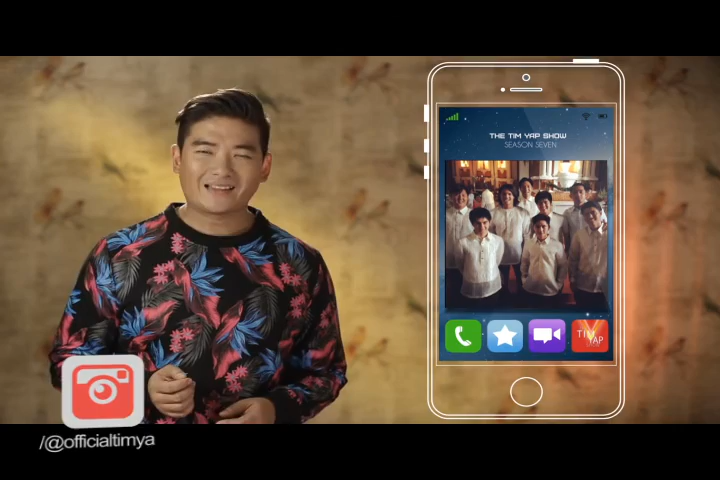 THE TIM YAP SHOW
SEASON SEVEN
TIM
YAP
/@officialtimya